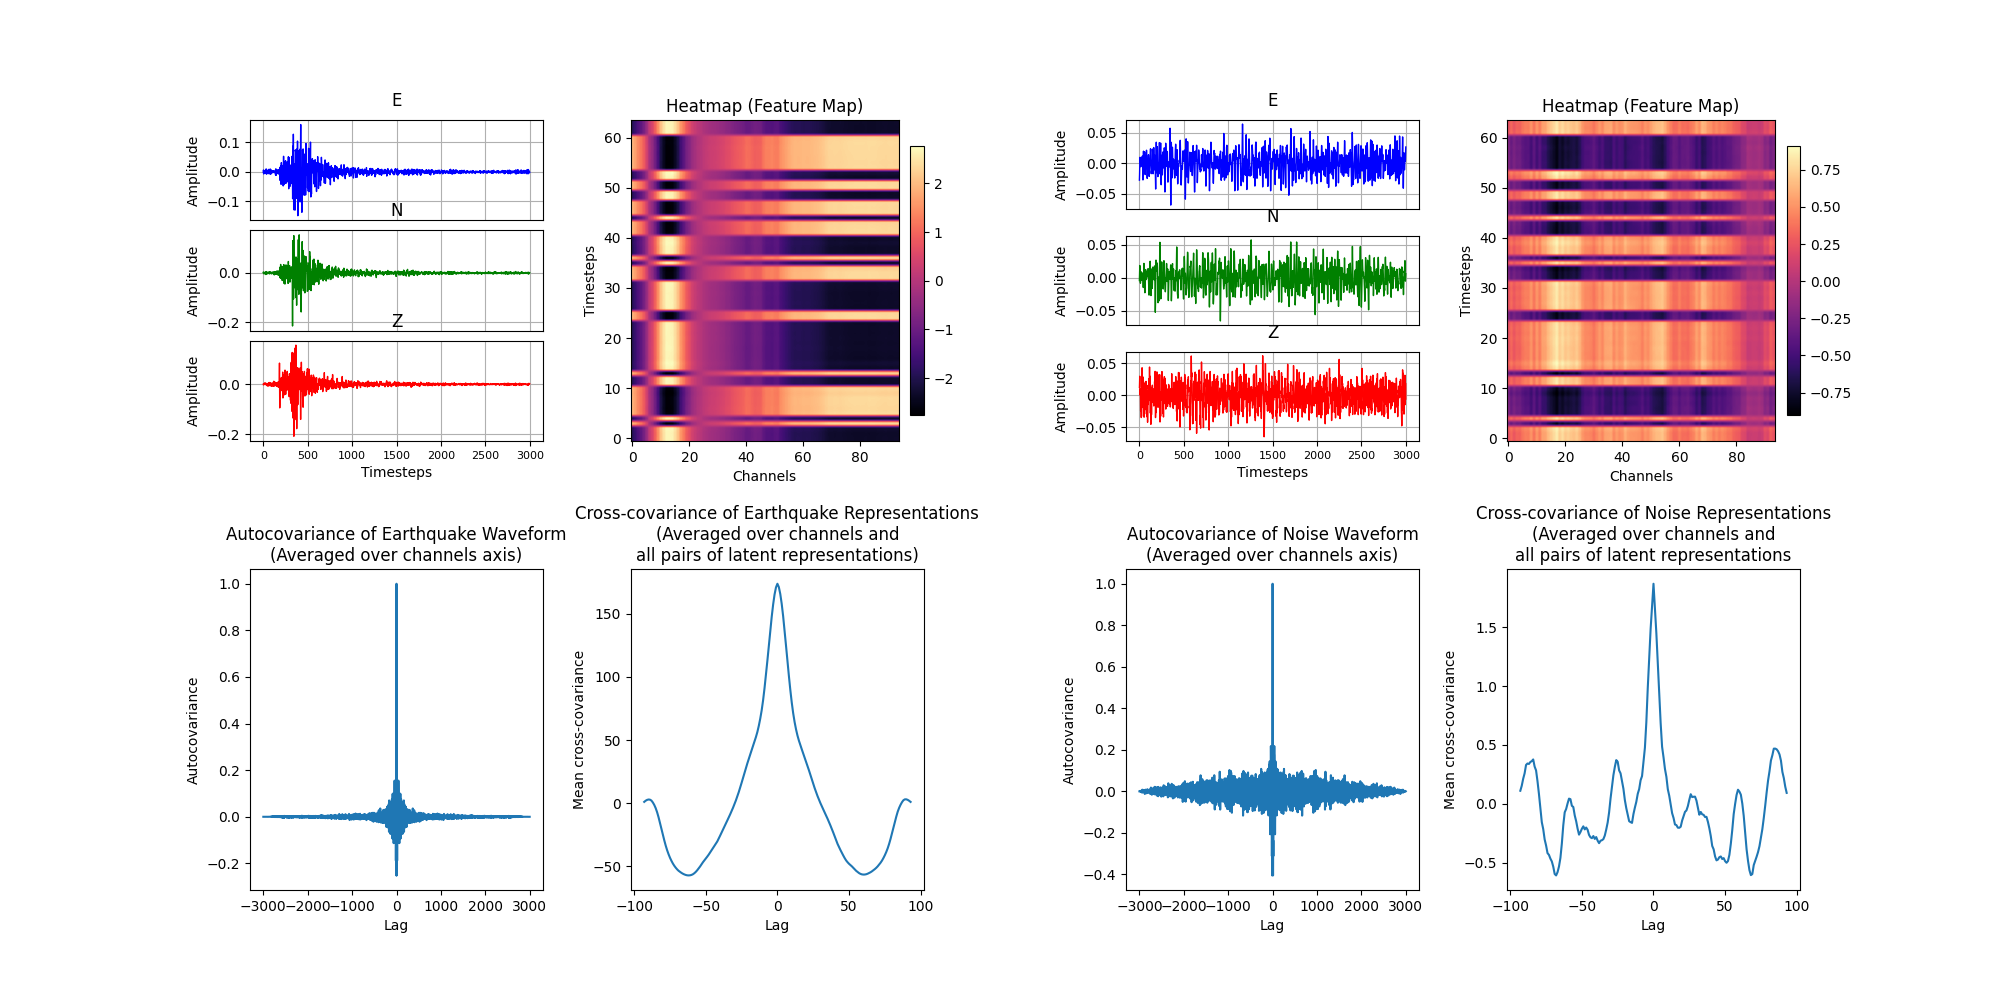 E
Amplitude
0.1
0.0
−0.1
N
Amplitude
0.0
−0.2
Z
Amplitude
0.0
−0.2
0 500 1000 1500 2000 2500 3000
Timesteps
Heatmap (Feature Map)
Timesteps
60
50
40
30
20
10
0
0 20 40 60 80
Channels
2
1
0
−1
−2
E
Amplitude
0.05
0.00
−0.05
N
Amplitude
0.05
0.00
−0.05
Z
Amplitude
0.05
0.00
−0.05
0 500 1000 1500 2000 2500 3000
Timesteps
Heatmap (Feature Map)
Timesteps
60
50
40
30
20
10
0
0 20 40 60 80
Channels
0.75
0.50
0.25
0.00
−0.25
−0.50
−0.75
Autocovariance of Earthquake Waveform
(Averaged over channels axis)
Autocovariance
1.0
0.8
0.6
0.4
0.2
0.0
−0.2
−3000 −2000 −1000 0 1000 2000 3000
Lag
Cross-covariance of Earthquake Representations
(Averaged over channels and
all pairs of latent representations)
Mean cross-covariance
150
100
50
0
−50
−100 −50 0 50 100
Lag
Autocovariance of Noise Waveform
(Averaged over channels axis)
Autocovariance
1.0
0.8
0.6
0.4
0.2
0.0
−0.2
−0.4
−3000 −2000 −1000 0 1000 2000 3000
Lag
Cross-covariance of Noise Representations
(Averaged over channels and
all pairs of latent representations
Mean cross-covariance
1.5
1.0
0.5
0.0
−0.5
−100 −50 0 50 100
Lag